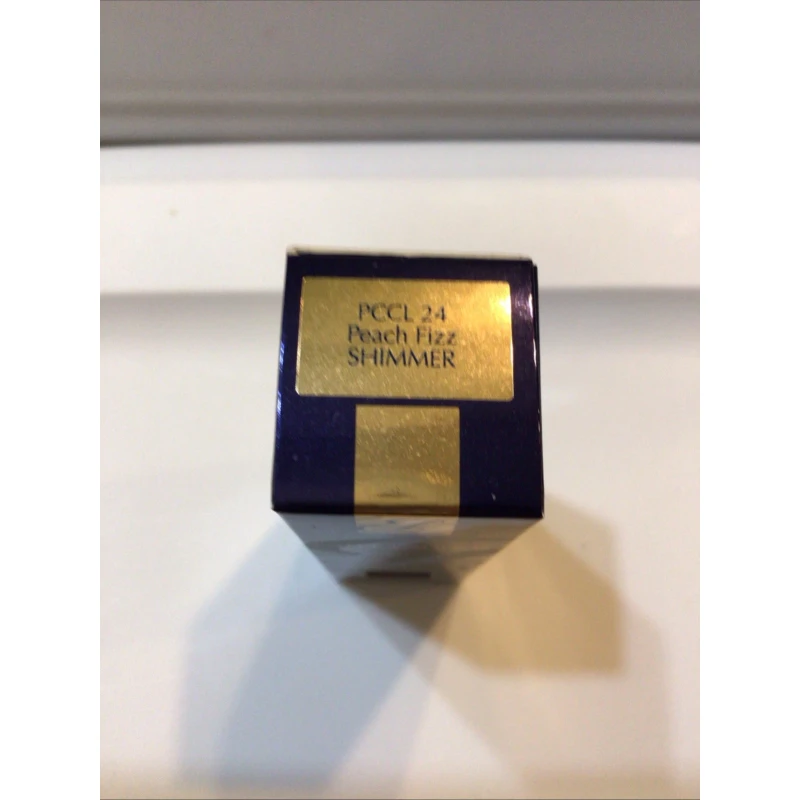 PCCL 24
Peach Fizz
SHIMMER